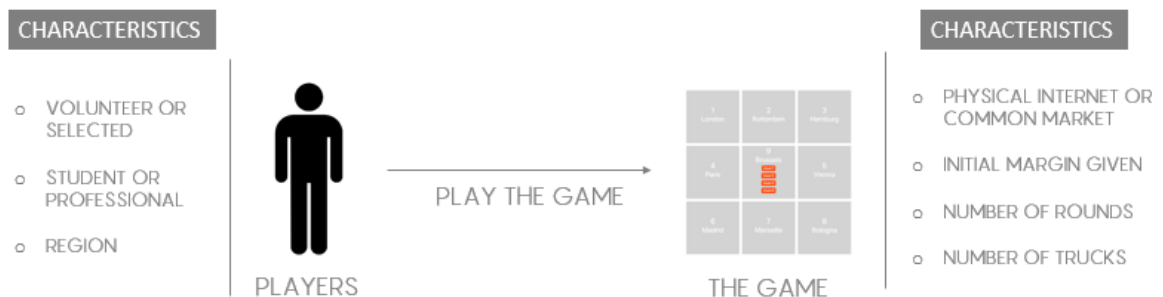 CHARACTERISTICS
VOLUNTEER OR
SELECTED
STUDENT OR
PROFESSIONAL
REGION
PLAYERS
PLAY THE GAME
1
London
2
Rotterdam
3
Hamburg
4
Paris
9
Brussels
5
Vienna
6
Madrid
7
Marseille
8
Bologna
THE GAME
CHARACTERISTICS
PHYSICAL INTERNET OR
COMMON MARKET
INITIAL MARGIN GIVEN
NUMBER OF ROUNDS
NUMBER OF TRUCKS